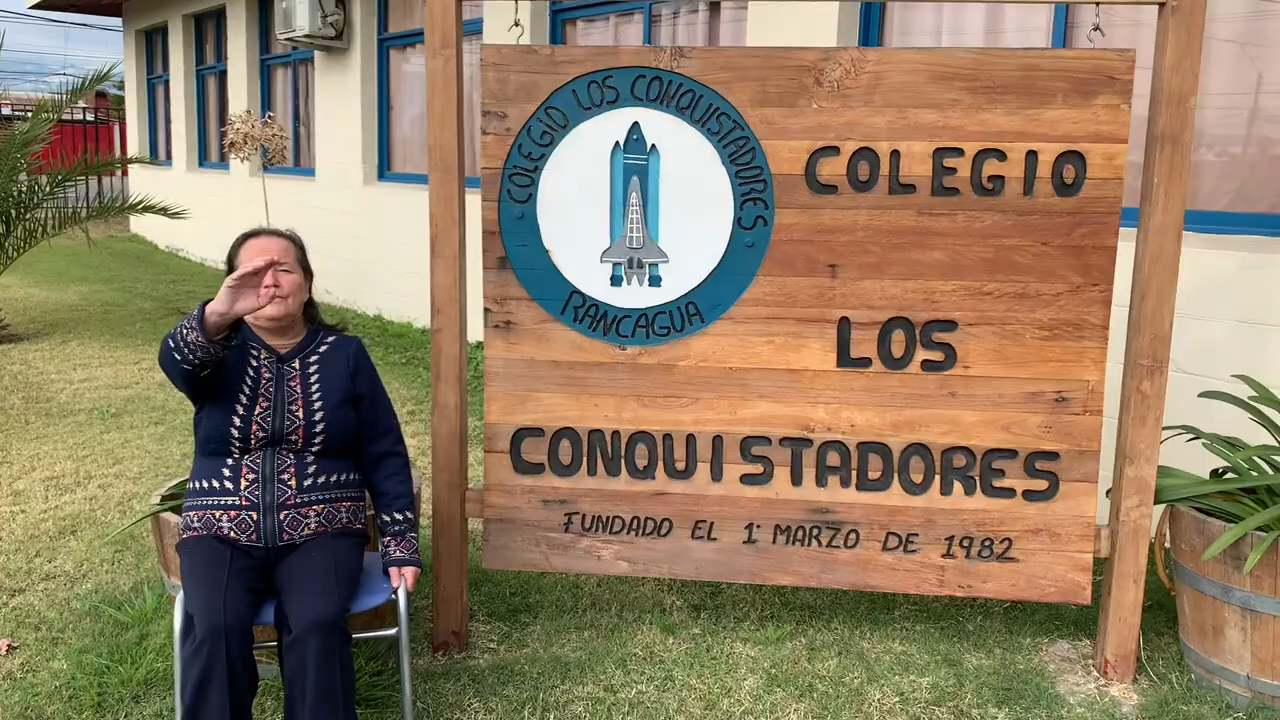 COLEGIO LOS CONQUISTADORES
RANCAGUA
COLEGIO
LOS
CONQUISTADORES
FUNDADO EL 1° MARZO DE 1982